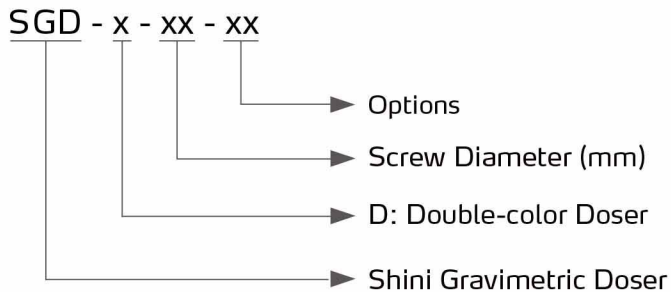 SGD - x - xx - xx
Options
Screw Diameter (mm)
D: Double-color Doser
Shini Gravimetric Doser